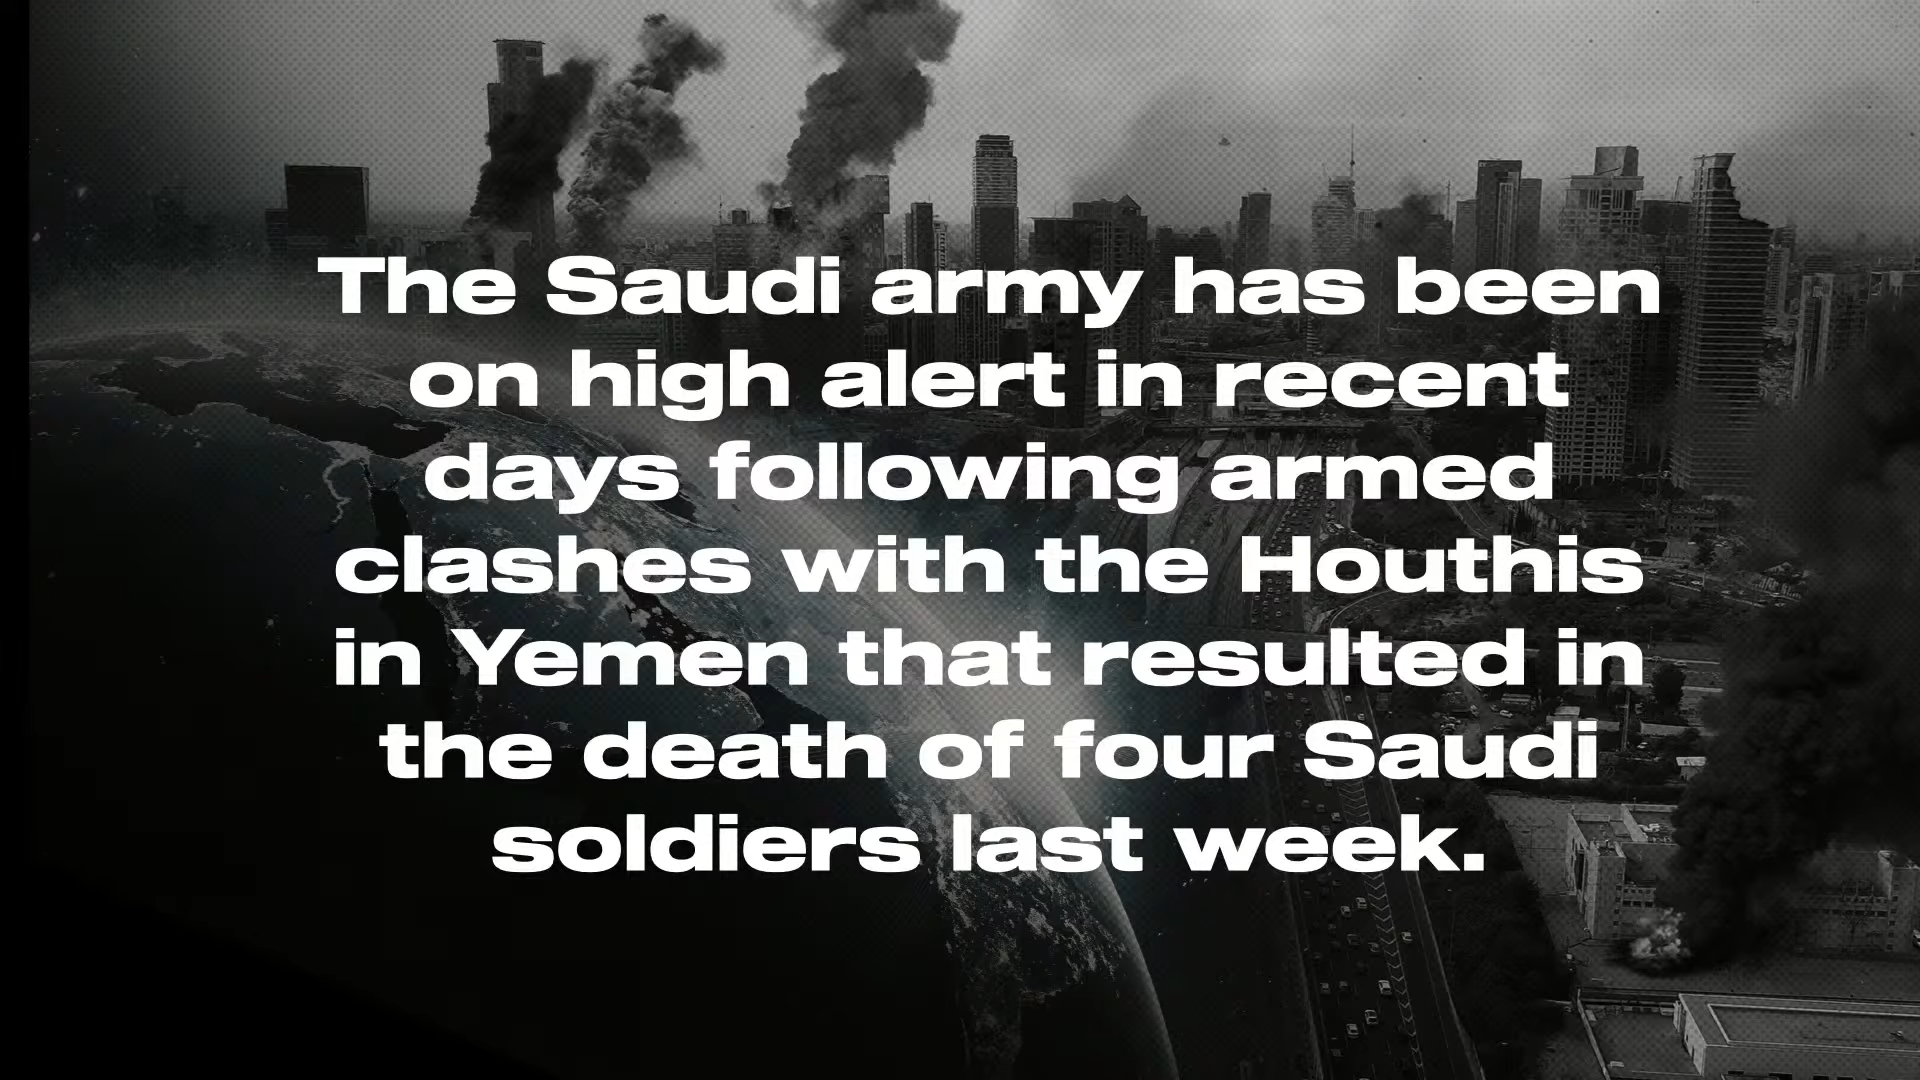 The Saudi army has been
on high alert in recent
days following armed
clashes with the Houthis
in Yemen that resulted in
the death of four Saudi
soldiers last week.